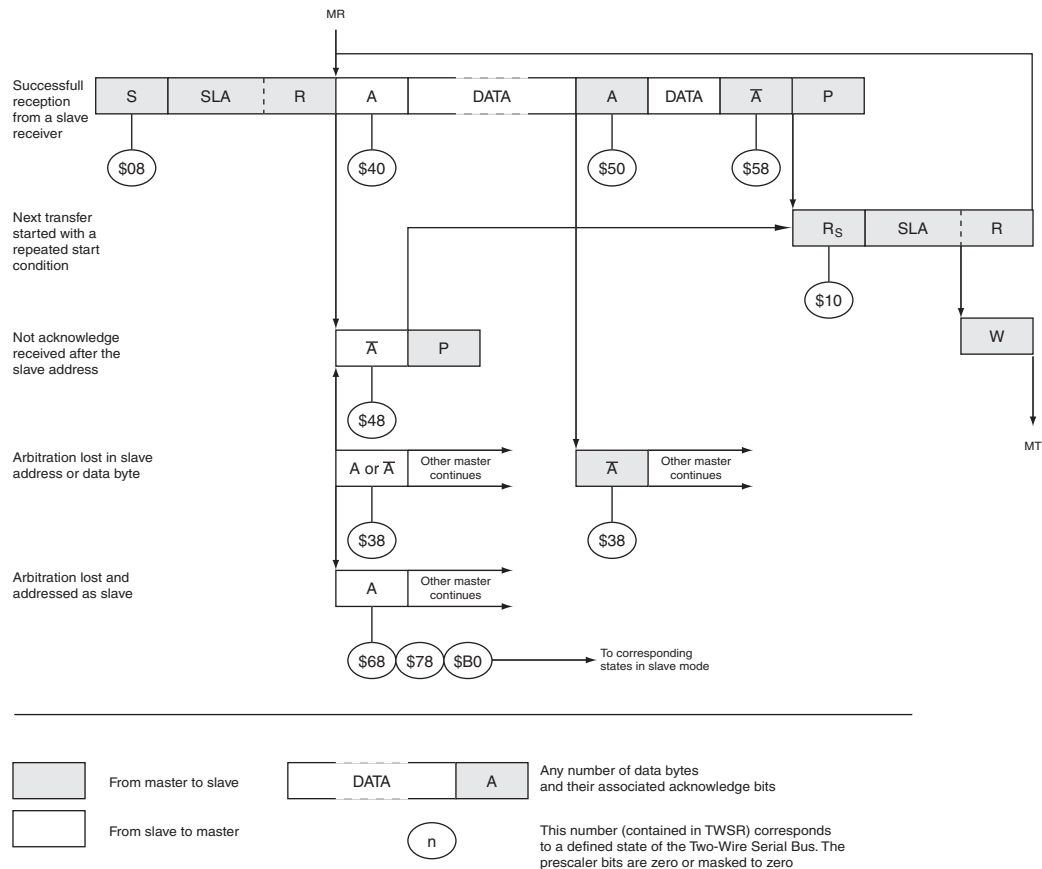 MR
Successfull
reception
from a slave
receiver
S SLA R A DATA A DATA A̅ P
$08 $40 $50 $58
Next transfer
started with a
repeated start
condition
RS SLA R
$10
Not acknowledge
received after the
slave address
A̅ P
W
$48
MT
Arbitration lost in slave
address or data byte
A or A̅
Other master
continues
A̅
Other master
continues
$38 $38
Arbitration lost and
addressed as slave
A
Other master
continues
$68 $78 $B0
To corresponding
states in slave mode
From master to slave
DATA A
Any number of data bytes
and their associated acknowledge bits
From slave to master
n
This number (contained in TWSR) corresponds
to a defined state of the Two-Wire Serial Bus. The
prescaler bits are zero or masked to zero